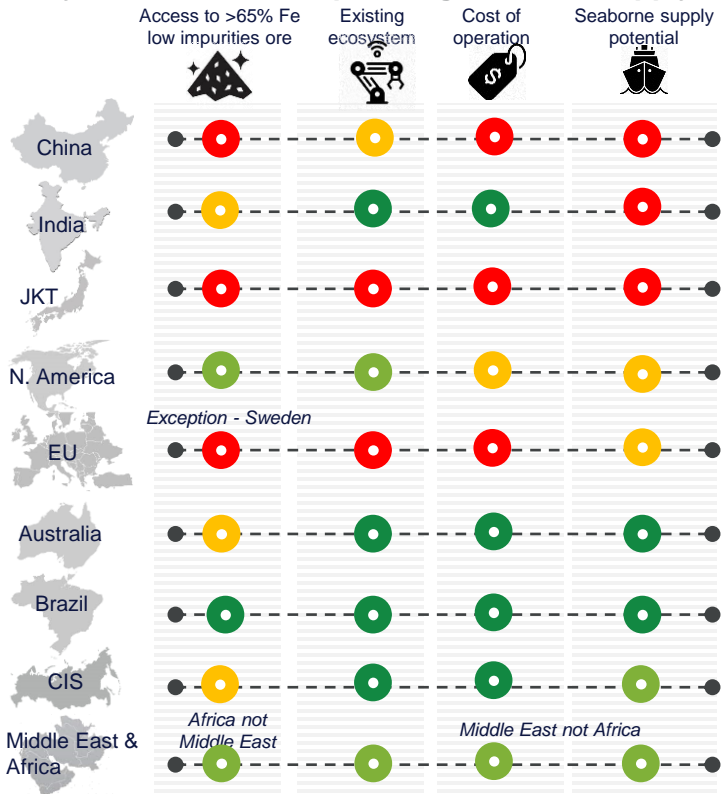 Access to >65% Fe
low impurities ore
Existing
ecosystem
Cost of
operation
Seaborne supply
potential
$ $
China
India
JKT
N. America
Exception - Sweden
EU
Australia
Brazil
CIS
Africa not
Middle East
Middle East not Africa
Middle East &
Africa